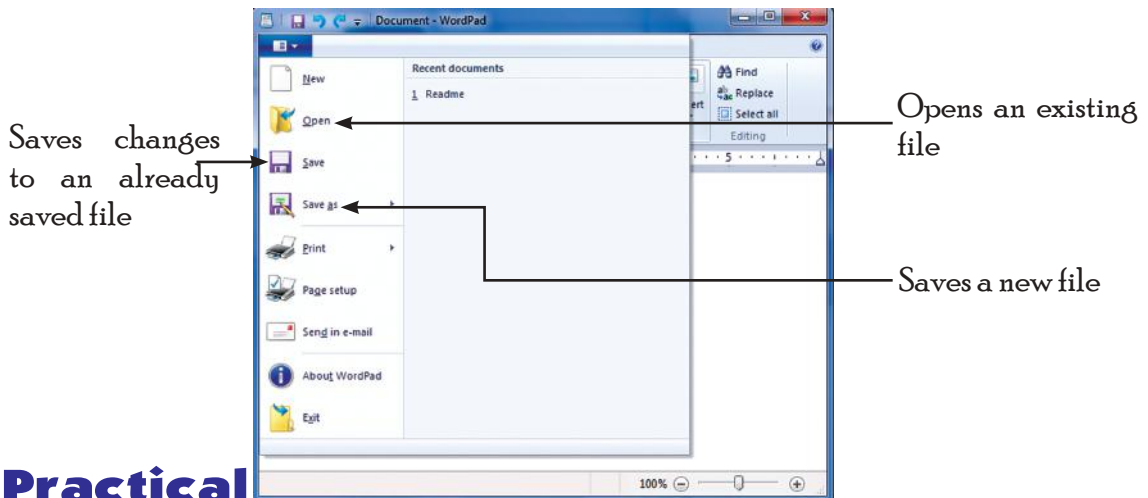 Document - WordPad
New
Open
Save
Save as
Print
Page setup
Send in e-mail
About WordPad
Exit
Recent documents
1 Readme
Find
Replace
Select all
Editing
ert
5
100%
Saves changes
to an already
saved file
Opens an existing
file
Saves a new file
Practical